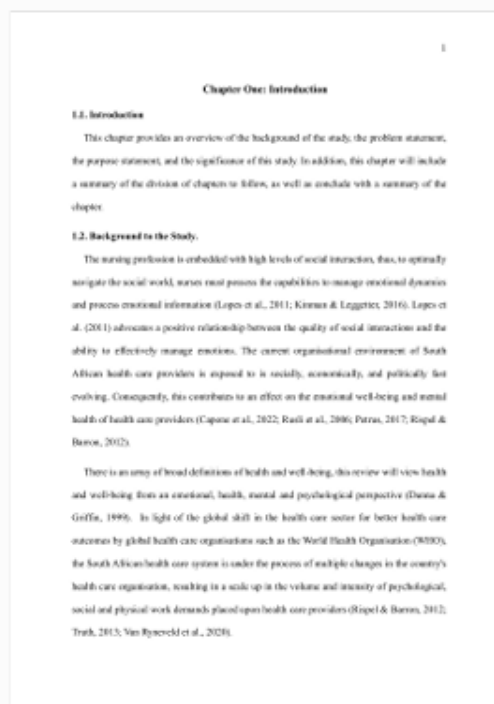 1
Chapter One: Introduction
1.1. Introduction
This chapter provides an overview of the background of the study, the problem statement,
the purpose statement, and the significance of this study. In addition, this chapter will include
a summary of the division of chapters to follow, as well as conclude with a summary of the
chapter.
1.2. Background to the Study.
The nursing profession is embedded with high levels of social interaction, thus, to optimally
navigate the social world, nurses must possess the capabilities to manage emotional dynamics
and process emotional information (Lopes et al., 2011; Kinman & Leggetter, 2016). Lopes et
al. (2011) advocates a positive relationship between the quality of social interactions and the
ability to effectively manage emotions. The current organisational environment of South
African health care providers is exposed to is socially, economically, and politically fast
evolving. Consequently, this contributes to an effect on the emotional well-being and mental
health of health care providers (Capone et al., 2022; et al., 2006; 2017; Rispel &
Barron, 2012).
There is an array of broad definitions of health and well-being, this review will view health
and well-being from an emotional, health, mental and psychological perspective (Danna &
Griffin, 1999). In light of the global shift in the health care sector for better health care
outcomes by global health care organisations such as the World Health Organisation (WHO),
the South African health care system is under the process of multiple changes in the country's
health care organisation, resulting in a scale up in the volume and intensity of psychological,
social and physical work demands placed upon health care providers (Rispel & Barron, 2012;
Truth, 2013; Van Ryneveld et al., 2020).